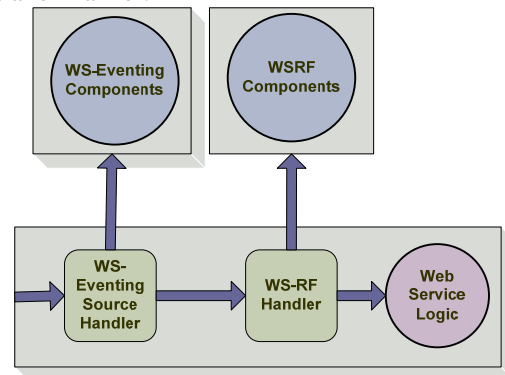 WS-Eventing
Components
WSRF
Components
WS-
Eventing
Source
Handler
WS-RF
Handler
Web
Service
Logic